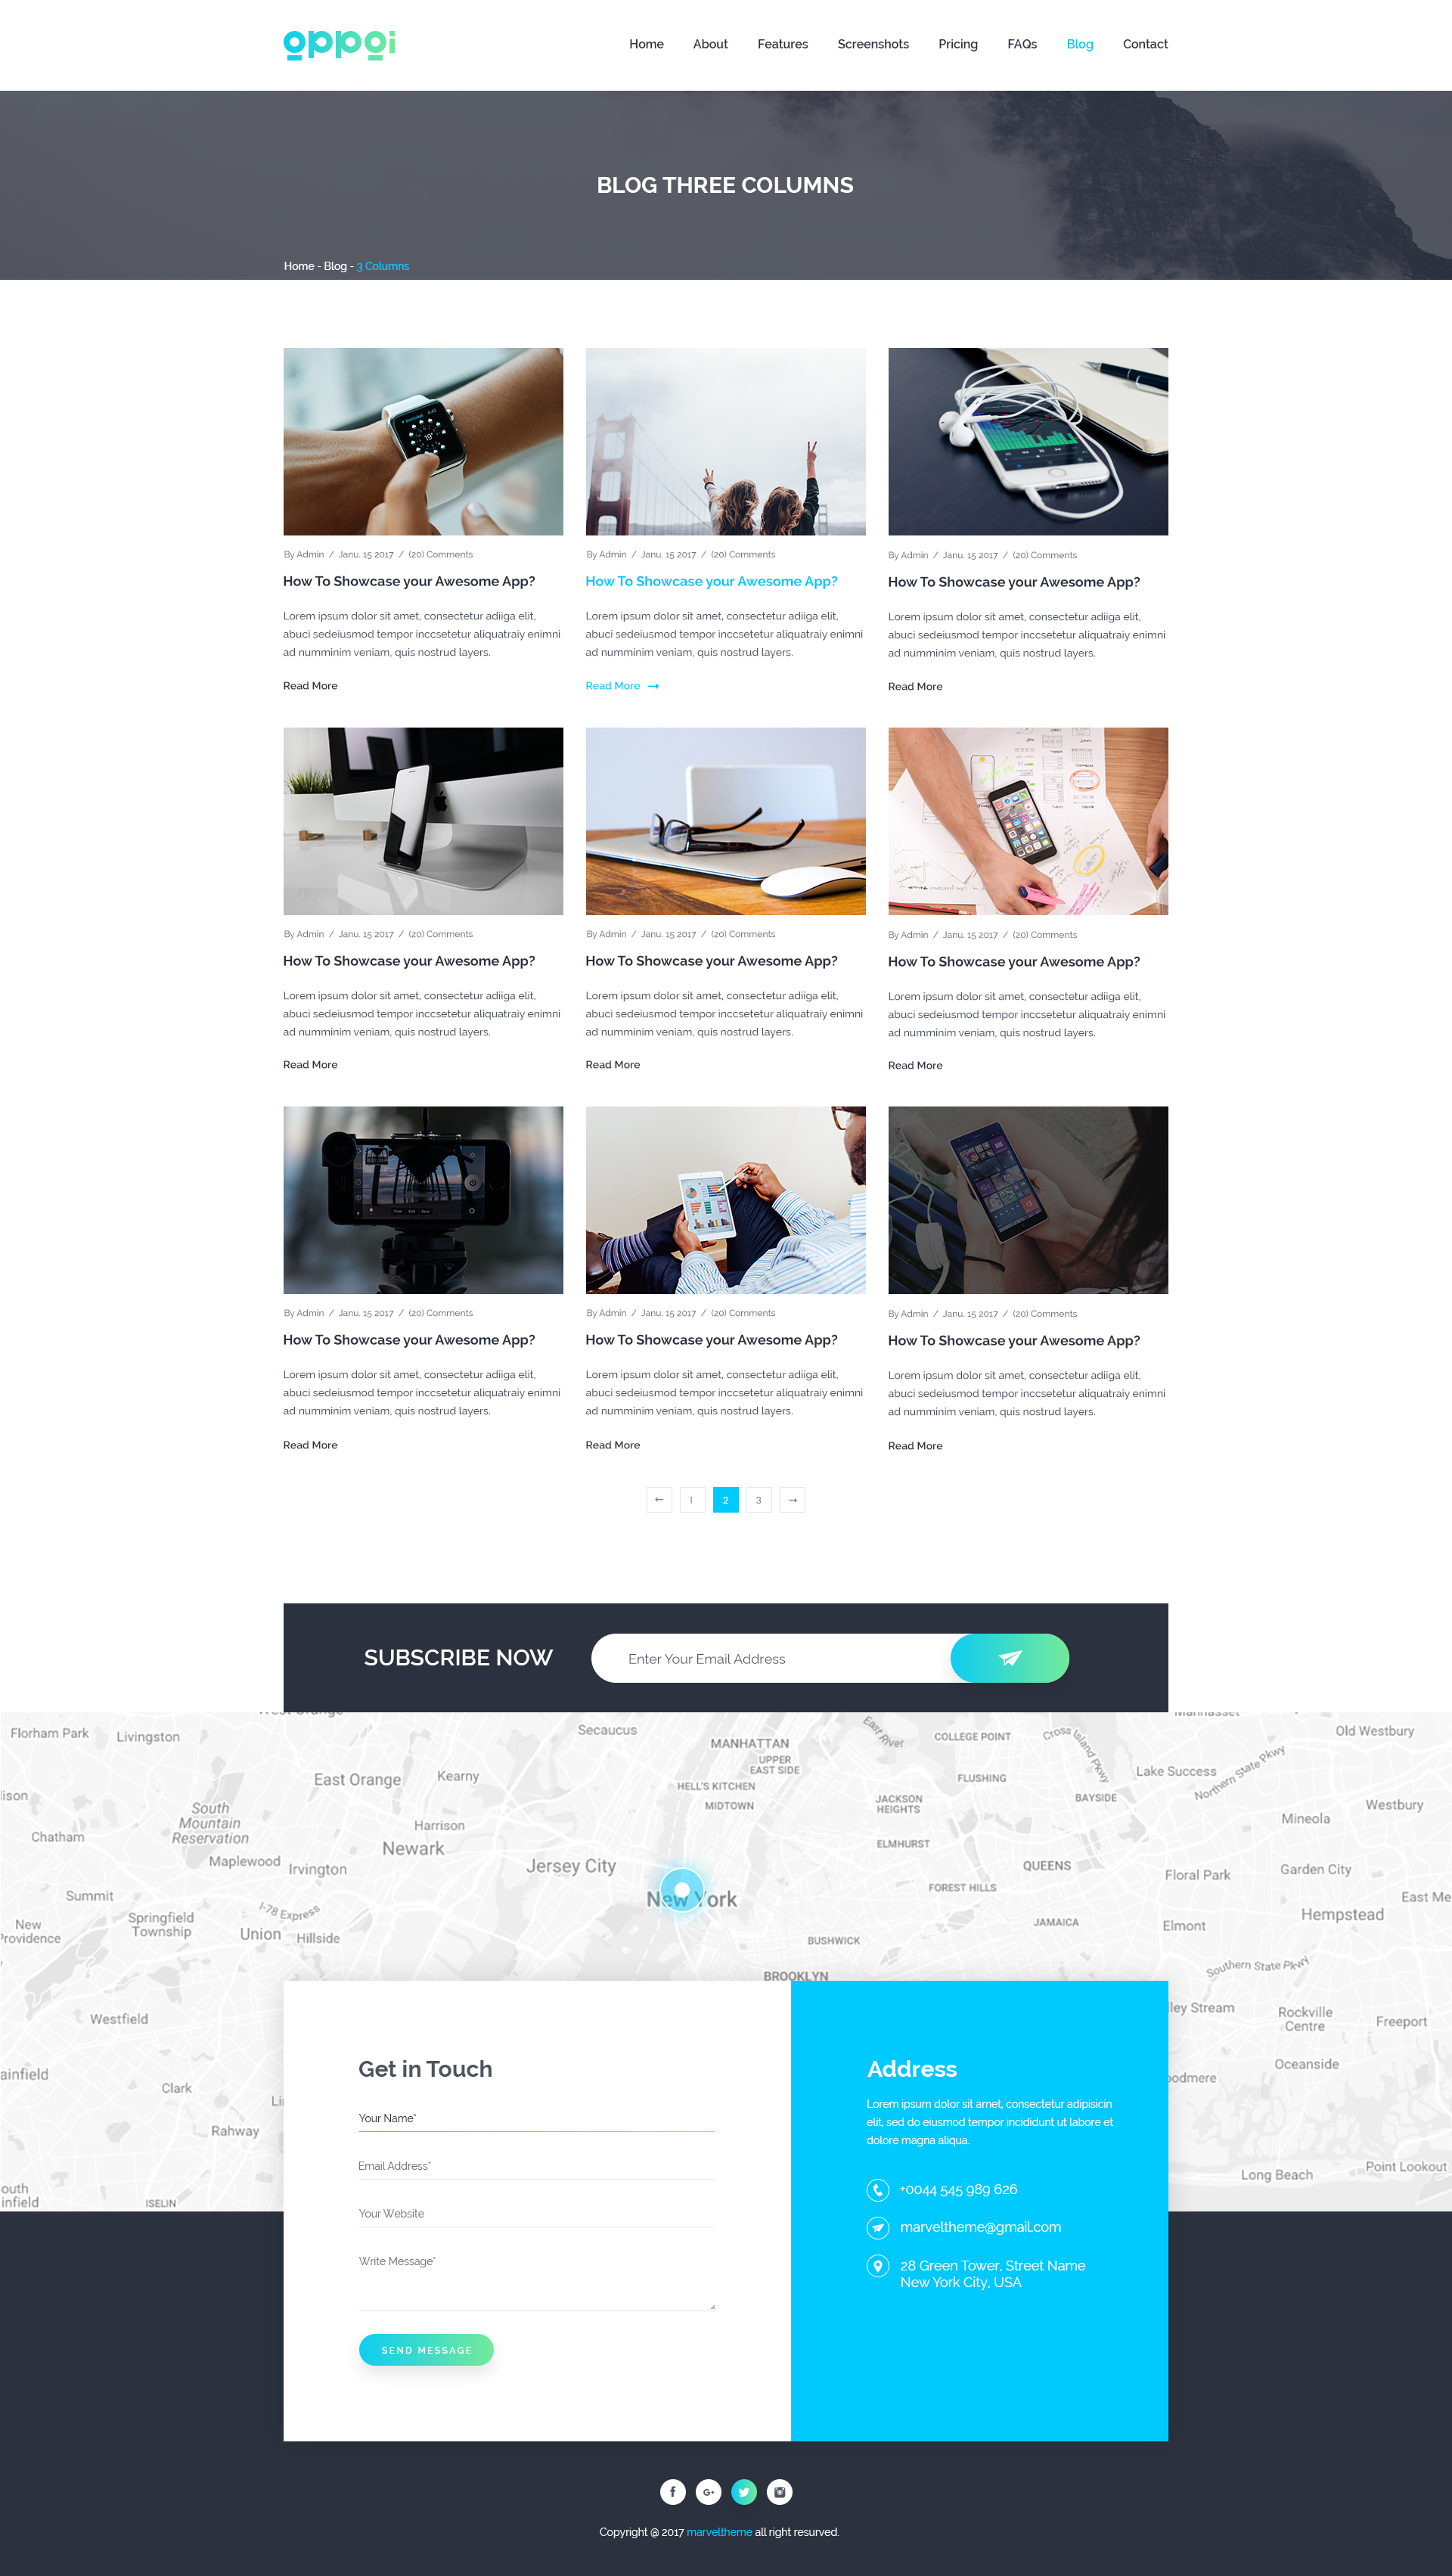 oppoi
Home About Features Screenshots Pricing FAQs Blog Contact
BLOG THREE COLUMNS
Home - Blog - 3 Columns
By Admin / Janu. 15 2017 / (20) Comments
How To Showcase your Awesome App?
Lorem ipsum dolor sit amet, consectetur adiiga elit,
abuci sedeiusmod tempor inccsetetur aliquatraiy enimni
ad numminim veniam, quis nostrud layers.
Read More
By Admin / Janu. 15 2017 / (20) Comments
How To Showcase your Awesome App?
Lorem ipsum dolor sit amet, consectetur adiiga elit,
abuci sedeiusmod tempor inccsetetur aliquatraiy enimni
ad numminim veniam, quis nostrud layers.
Read More →
By Admin / Janu. 15 2017 / (20) Comments
How To Showcase your Awesome App?
Lorem ipsum dolor sit amet, consectetur adiiga elit,
abuci sedeiusmod tempor inccsetetur aliquatraiy enimni
ad numminim veniam, quis nostrud layers.
Read More
By Admin / Janu. 15 2017 / (20) Comments
How To Showcase your Awesome App?
Lorem ipsum dolor sit amet, consectetur adiiga elit,
abuci sedeiusmod tempor inccsetetur aliquatraiy enimni
ad numminim veniam, quis nostrud layers.
Read More
By Admin / Janu. 15 2017 / (20) Comments
How To Showcase your Awesome App?
Lorem ipsum dolor sit amet, consectetur adiiga elit,
abuci sedeiusmod tempor inccsetetur aliquatraiy enimni
ad numminim veniam, quis nostrud layers.
Read More
By Admin / Janu. 15 2017 / (20) Comments
How To Showcase your Awesome App?
Lorem ipsum dolor sit amet, consectetur adiiga elit,
abuci sedeiusmod tempor inccsetetur aliquatraiy enimni
ad numminim veniam, quis nostrud layers.
Read More
By Admin / Janu. 15 2017 / (20) Comments
How To Showcase your Awesome App?
Lorem ipsum dolor sit amet, consectetur adiiga elit,
abuci sedeiusmod tempor inccsetetur aliquatraiy enimni
ad numminim veniam, quis nostrud layers.
Read More
By Admin / Janu. 15 2017 / (20) Comments
How To Showcase your Awesome App?
Lorem ipsum dolor sit amet, consectetur adiiga elit,
abuci sedeiusmod tempor inccsetetur aliquatraiy enimni
ad numminim veniam, quis nostrud layers.
Read More
By Admin / Janu. 15 2017 / (20) Comments
How To Showcase your Awesome App?
Lorem ipsum dolor sit amet, consectetur adiiga elit,
abuci sedeiusmod tempor inccsetetur aliquatraiy enimni
ad numminim veniam, quis nostrud layers.
Read More
← 1 2 3 →
SUBSCRIBE NOW
Enter Your Email Address
West Orange
Manhasset
Florham Park
Livingston
Secaucus
MANHATTAN
East River
COLLEGE POINT
Cross Island Pkwy
Old Westbury
UPPER
EAST SIDE
East Orange
Kearny
HELL'S KITCHEN
FLUSHING
Lake Success
Northern State Pkwy
ison
MIDTOWN
JACKSON
HEIGHTS
BAYSIDE
Westbury
South
Mountain
Reservation
Mineola
Chatham
Harrison
Newark
ELMHURST
Maplewood
Irvington
Jersey City
QUEENS
Floral Park
Garden City
Summit
New York
FOREST HILLS
East Me
New
Providence
Springfield
Township
I-78 Express
Union
Hillside
BUSHWICK
JAMAICA
Elmont
Hempstead
BROOKLYN
Southern State Pkwy
Westfield
lley Stream
Rockville
Centre
Freeport
ainfield
Clark
Oceanside
odmere
Lin
Rahway
Point Lookout
Long Beach
outh
infield
ISELIN
Get in Touch
Your Name*
Email Address*
Your Website
Write Message*
SEND MESSAGE
Address
Lorem ipsum dolor sit amet, consectetur adipisicin
elit, sed do eiusmod tempor incididunt ut labore et
dolore magna aliqua.
+0044 545 989 626
marveltheme@gmail.com
28 Green Tower, Street Name
New York City, USA
Copyright @ 2017 marveltheme all right resurved.